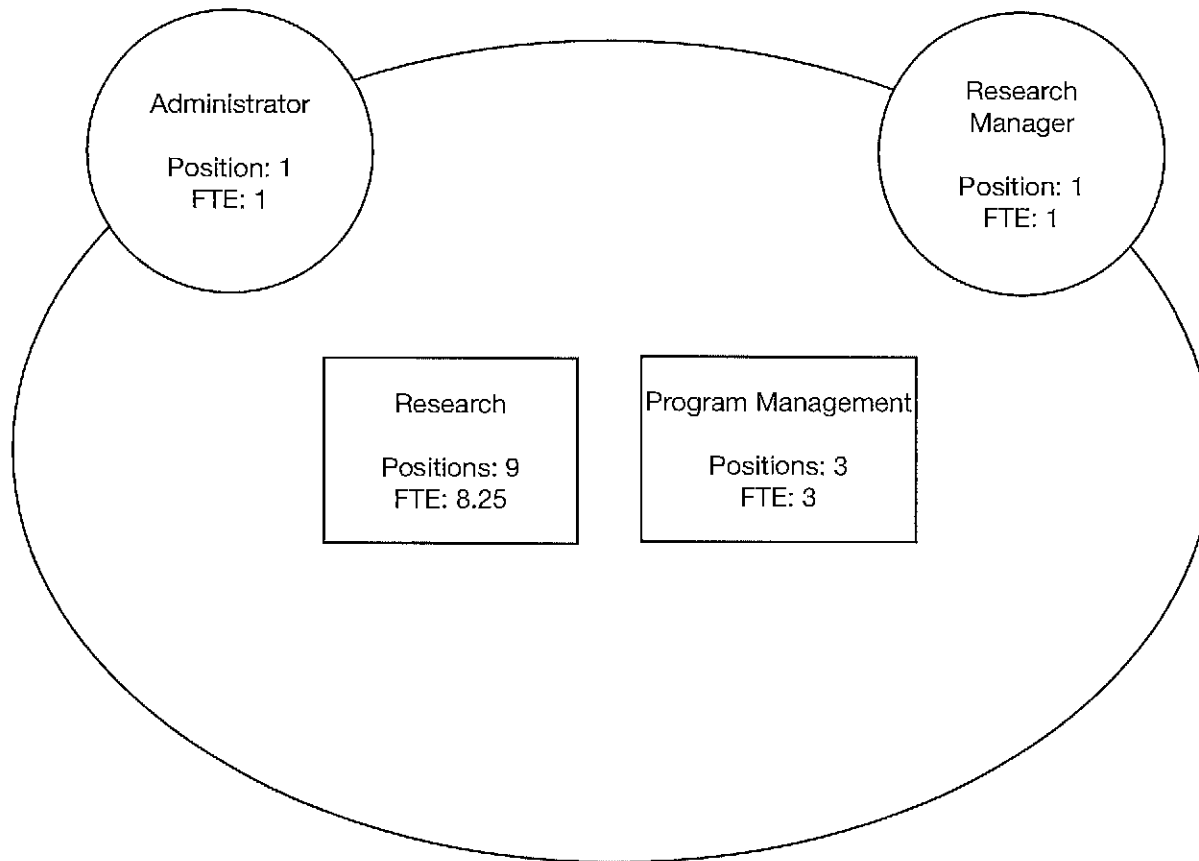 Administrator
Position: 1
FTE: 1
Research
Manager
Position: 1
FTE: 1
Research
Positions: 9
FTE: 8.25
Program Management
Positions: 3
FTE: 3